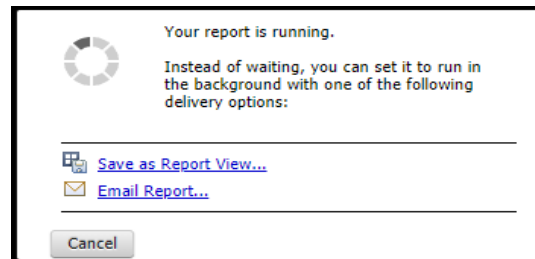 Your report is running.
Instead of waiting, you can set it to run in
the background with one of the following
delivery options:
Save as Report View...
Email Report...
Cancel